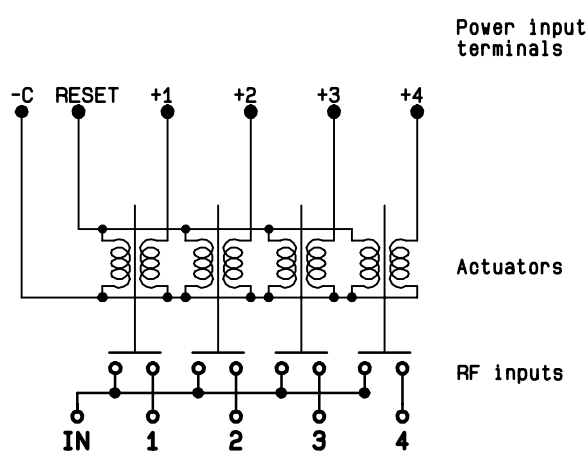 Power input
terminals
-C RESET +1 +2 +3 +4
Actuators
RF inputs
IN 1 2 3 4